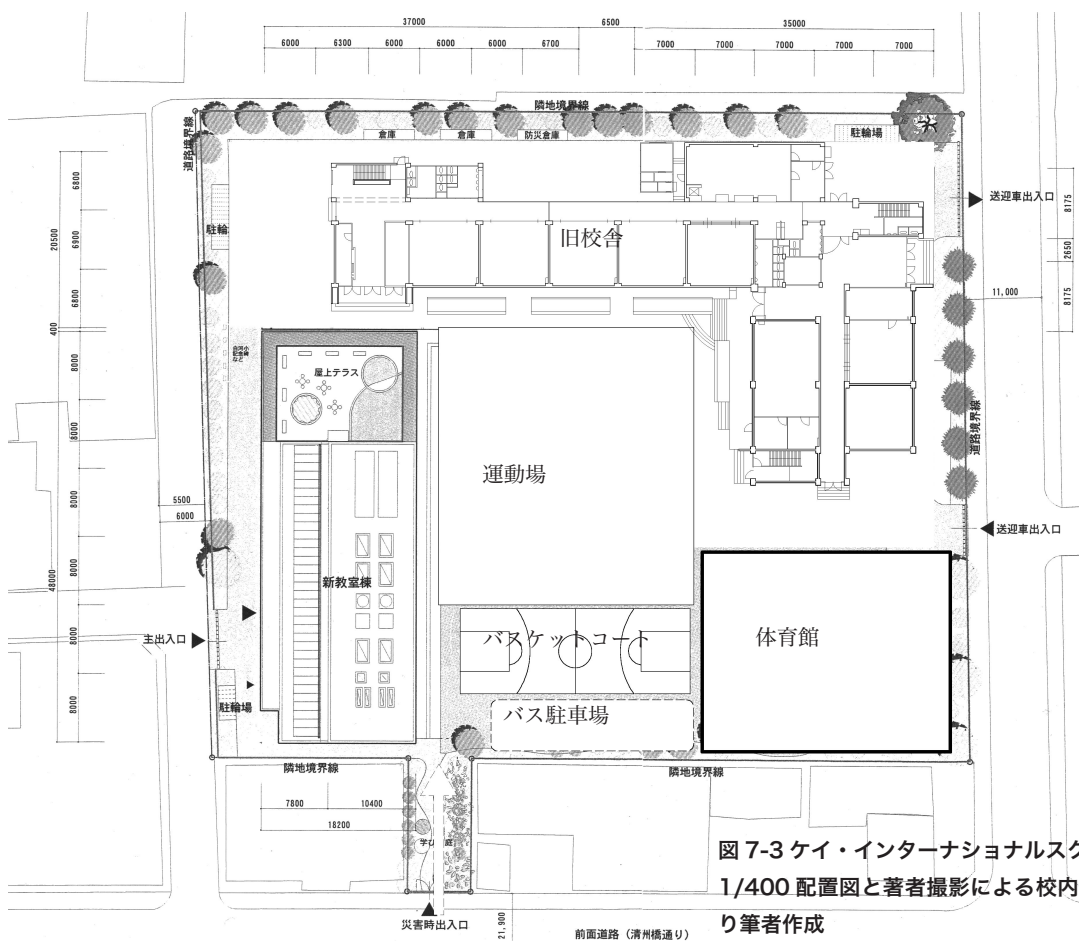 37000
6500
35000
6000
6300
6000
6000
6000
6700
7000
7000
7000
7000
7000
隣地境界線
道路境界線
倉庫
倉庫
防災倉庫
駐輪場
送迎車出入口
6800
6900
6800
20500
400
8175
2650
8175
11,000
旧校舎
屋上テラス
8000
8000
8000
8000
8000
8000
48000
運動場
道路境界線
5500
6000
送迎車出入口
新教室棟
主出入口
バスケットコート
体育館
バス駐車場
駐輪場
隣地境界線
隣地境界線
7800
10400
18200
災害時出入口
21,900
前面道路(清州橋通り)
図 7-3 ケイ・インターナショナルスク
1/400 配置図と著者撮影による校内
り筆者作成